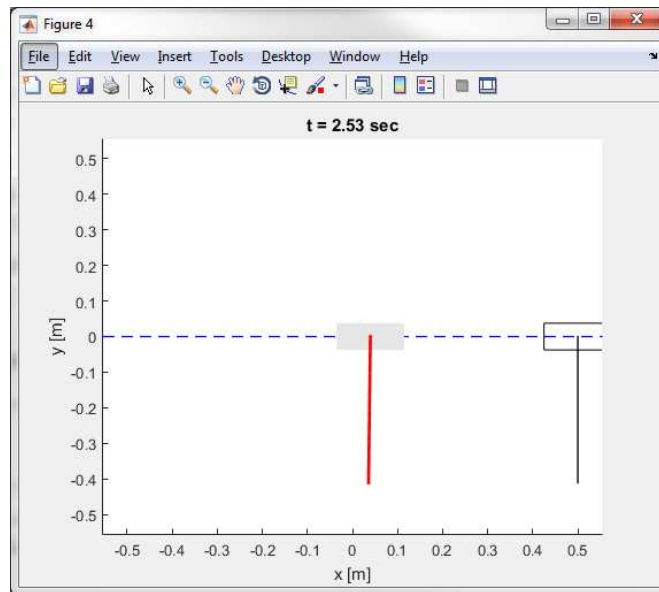 Figure 4
File Edit View Insert Tools Desktop Window Help
t = 2.53 sec
0.5
0.4
0.3
0.2
0.1
0
-0.1
-0.2
-0.3
-0.4
-0.5
y [m]
-0.5 -0.4 -0.3 -0.2 -0.1 0 0.1 0.2 0.3 0.4 0.5
x [m]